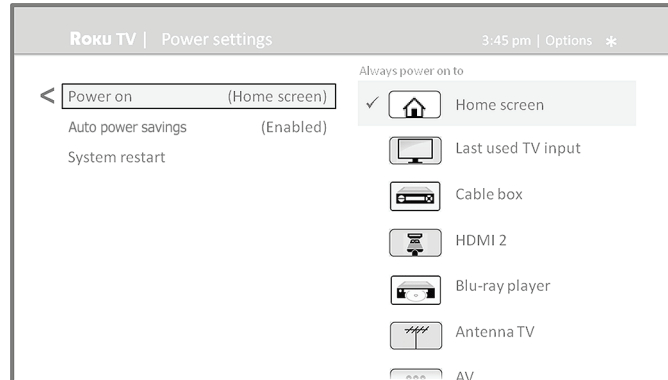 ROKU TV | Power settings
3:45 pm | Options *
Always power on to
< Power on (Home screen)
Auto power savings (Enabled)
System restart
✓ Home screen
Last used TV input
Cable box
HDMI 2
Blu-ray player
Antenna TV
AV